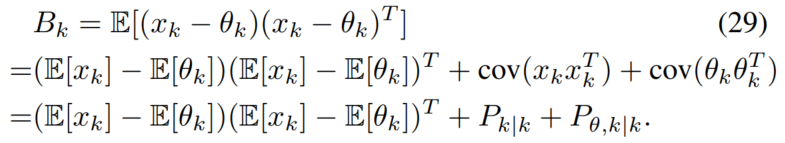 B_k = 𝔼[(x_k − θ_k)(x_k − θ_k)^T] (29)
=(𝔼[x_k] − 𝔼[θ_k])(𝔼[x_k] − 𝔼[θ_k])^T + cov(x_k x_k^T) + cov(θ_k θ_k^T)
=(𝔼[x_k] − 𝔼[θ_k])(𝔼[x_k] − 𝔼[θ_k])^T + P_{k|k} + P_{θ,k|k}.